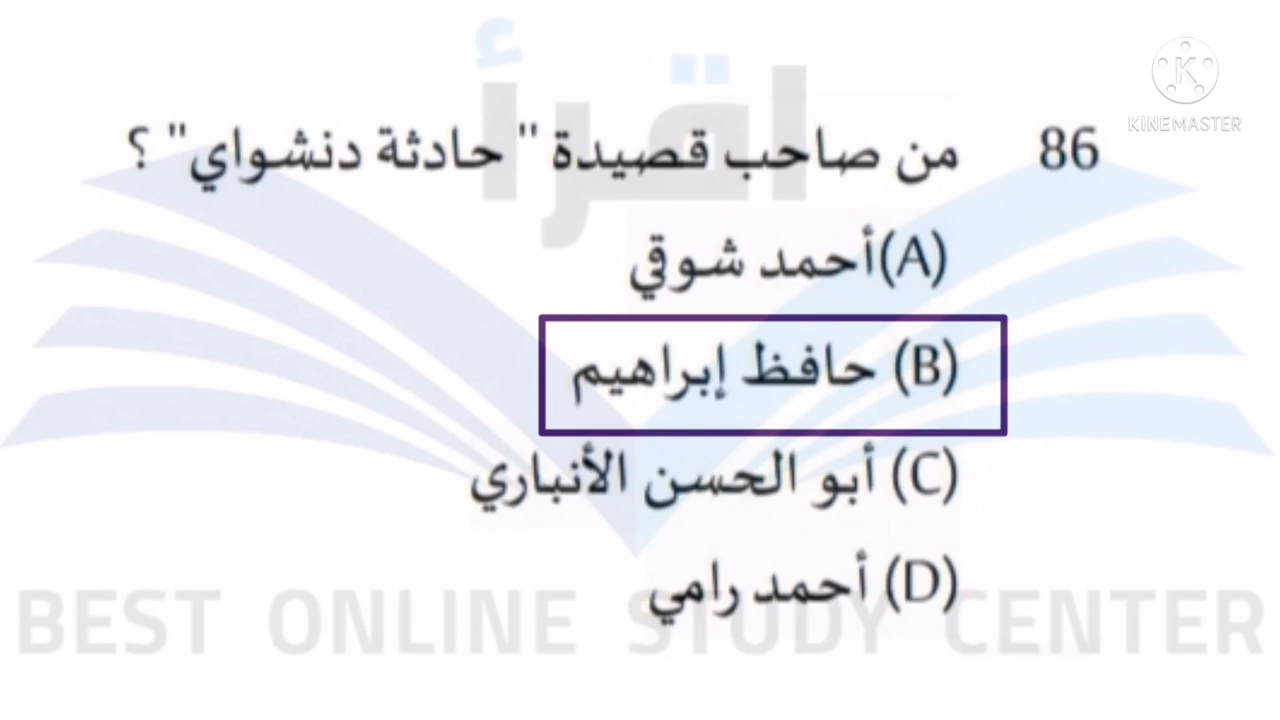 KINEMASTER
اقرأ
86 من صاحب قصيدة " حادثة دنشواي" ؟
(A)أحمد شوقي
(B) حافظ إبراهيم
(C) أبو الحسن الأنباري
(D) أحمد رامي
BEST ONLINE STUDY CENTER